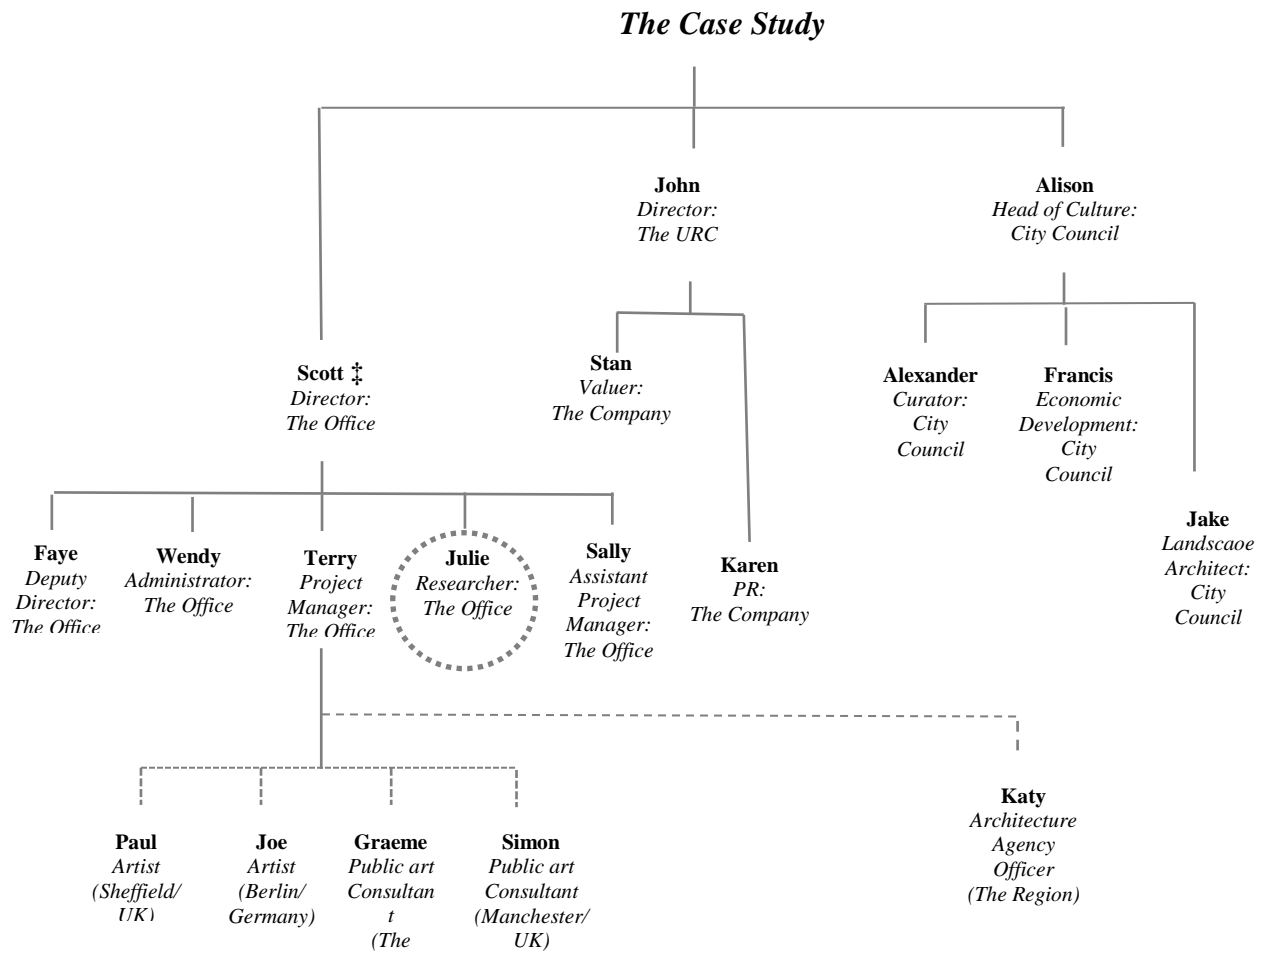 The Case Study
John
Director:
The URC
Alison
Head of Culture:
City Council
Scott ‡
Director:
The Office
Stan
Valuer:
The Company
Alexander
Curator:
City
Council
Francis
Economic
Development:
City
Council
Jake
Landscaoe
Architect:
City
Council
Faye
Deputy
Director:
The Office
Wendy
Administrator:
The Office
Terry
Project
Manager:
The Office
Julie
Researcher:
The Office
Sally
Assistant
Project
Manager:
The Office
Karen
PR:
The Company
Katy
Architecture
Agency
Officer
(The Region)
Paul
Artist
(Sheffield/
UK)
Joe
Artist
(Berlin/
Germany)
Graeme
Public art
Consultan
t
(The
Simon
Public art
Consultant
(Manchester/
UK)